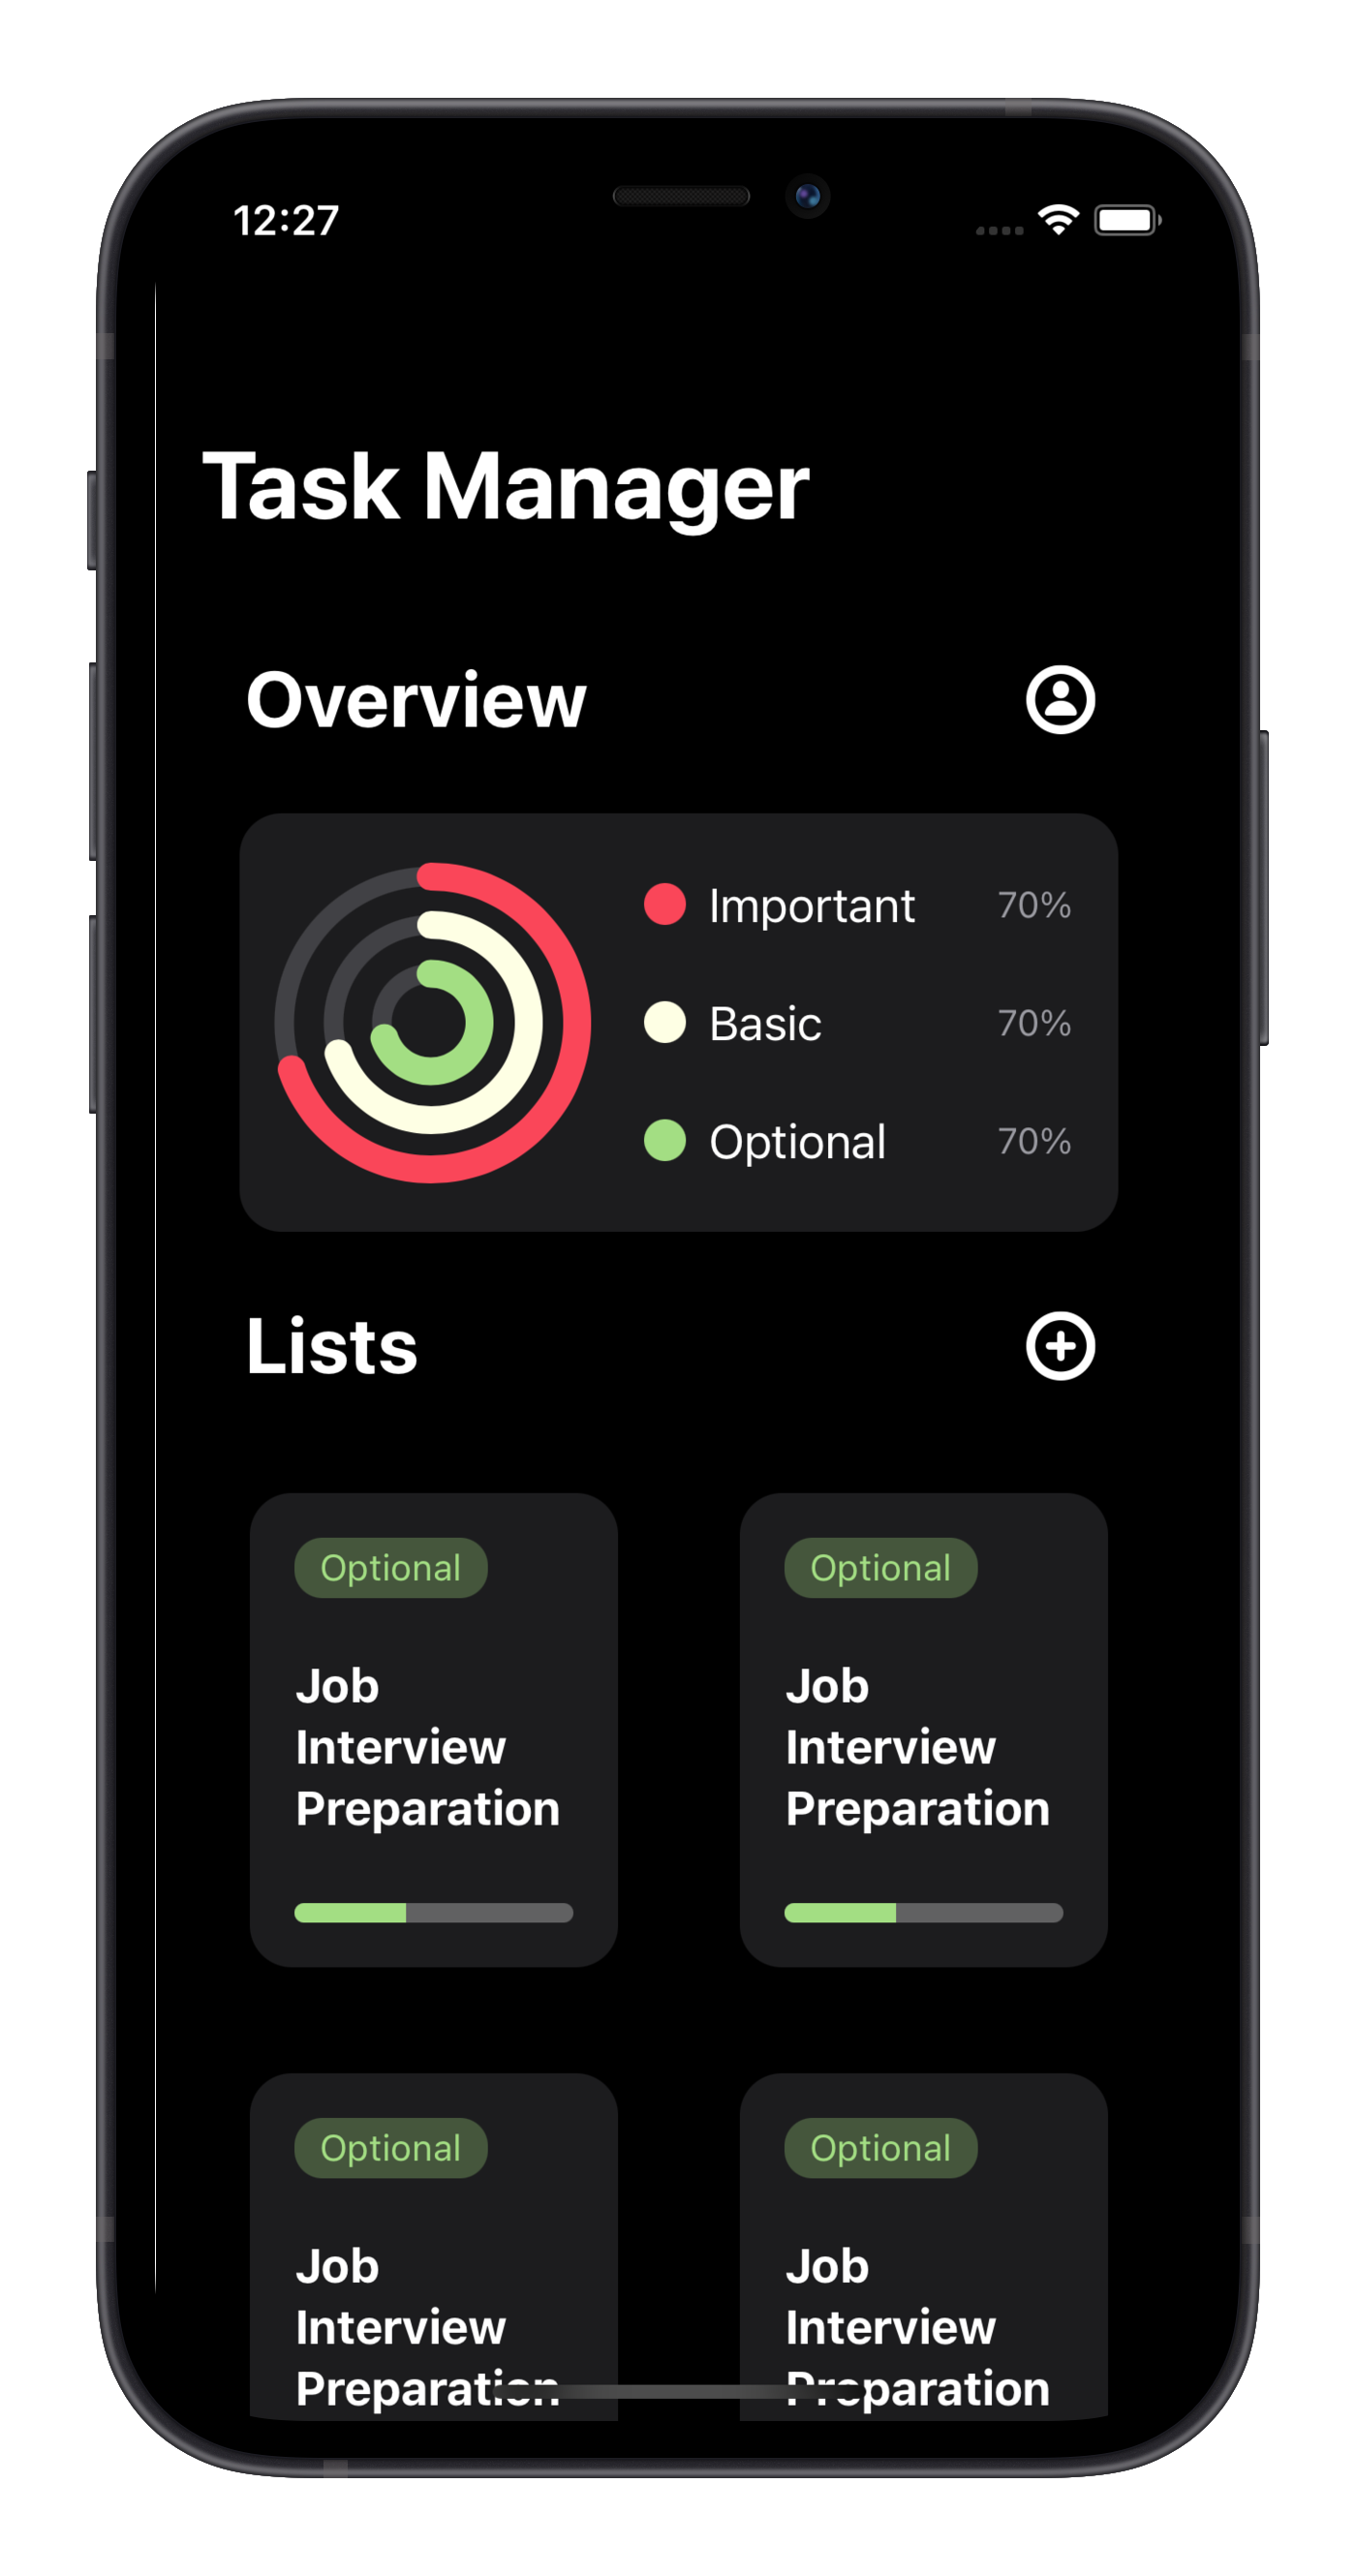 12:27
Task Manager
Overview
Important 70%
Basic 70%
Optional 70%
Lists
Optional
Job
Interview
Preparation
Optional
Job
Interview
Preparation
Optional
Job
Interview
Preparation
Optional
Job
Interview
Preparation